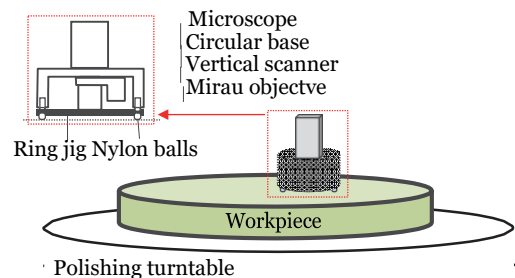 Microscope
Circular base
Vertical scanner
Mirau objectve
Ring jig Nylon balls
Workpiece
Polishing turntable